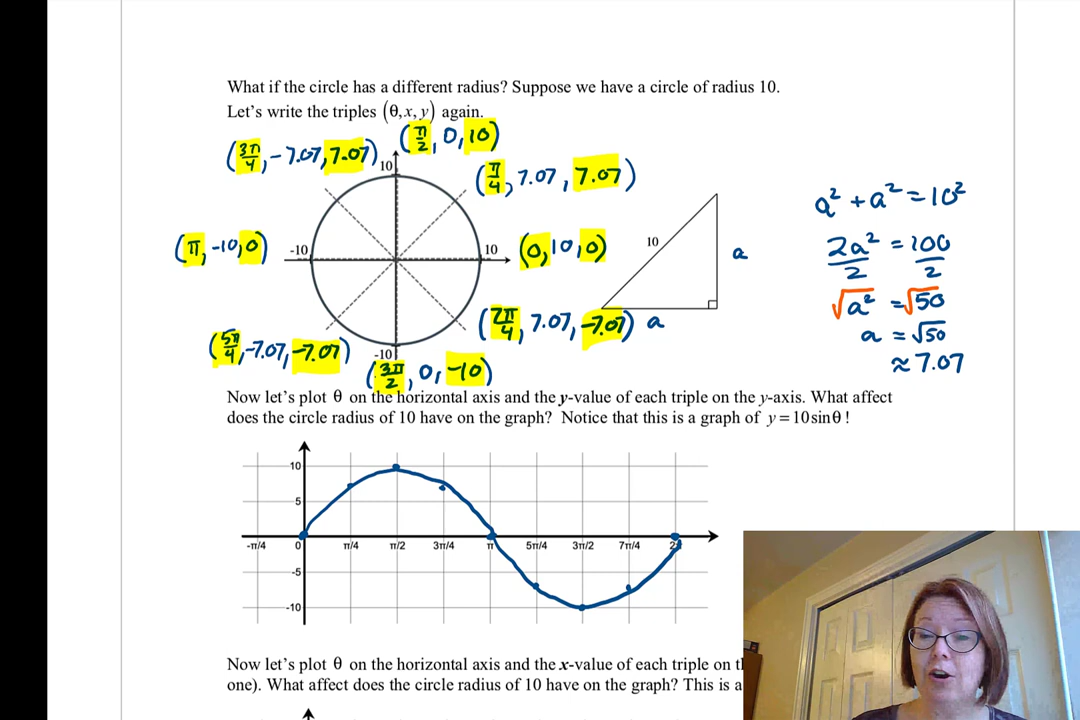 What if the circle has a different radius? Suppose we have a circle of radius 10.
Let's write the triples (θ,x, y) again.
(π/2, 0, 10)
(3π/4, -7.07, 7.07)
10
(π/4, 7.07, 7.07)
(π, -10, 0)
-10
10
(0, 10, 0)
(5π/4, -7.07, -7.07)
-10
(3π/2, 0, -10)
(7π/4, 7.07, -7.07)
10
a
a
a² + a² = 10²
2a²/2 = 100/2
√a² = √50
a = √50
≈ 7.07
Now let's plot θ on the horizontal axis and the y-value of each triple on the y-axis. What affect
does the circle radius of 10 have on the graph? Notice that this is a graph of y = 10sinθ !
10
5
-π/4 0 π/4 π/2 3π/4 π 5π/4 3π/2 7π/4 2π
-5
-10
Now let's plot θ on the horizontal axis and the x-value of each triple on t
one). What affect does the circle radius of 10 have on the graph? This is a